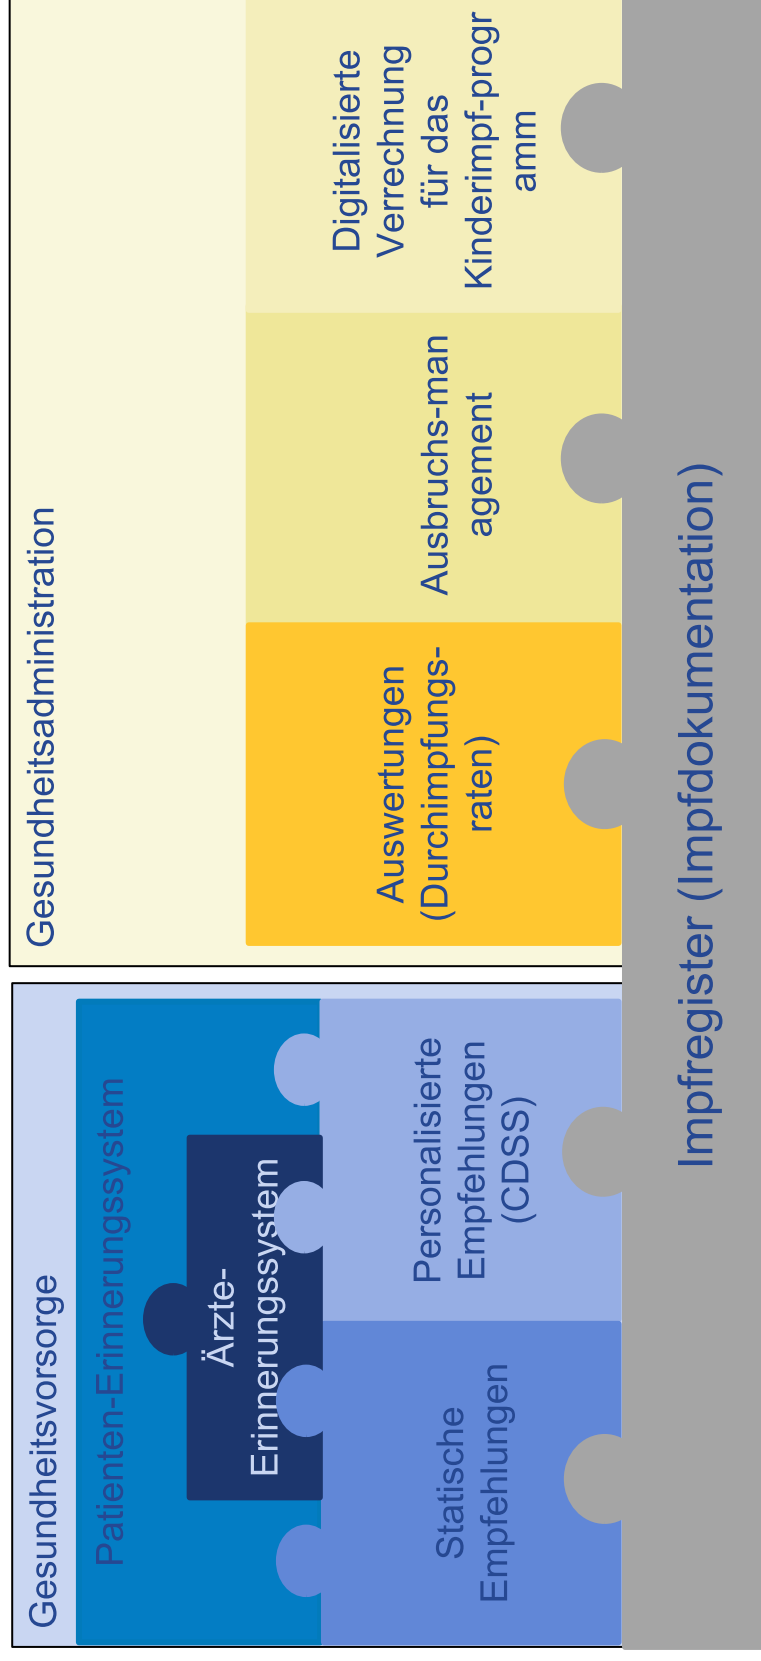 Gesundheitsvorsorge
Patienten-Erinnerungssystem
Ärzte-
Erinnerungssystem
Statische
Empfehlungen
Personalisierte
Empfehlungen
(CDSS)
Gesundheitsadministration
Auswertungen
(Durchimpfungs-
raten)
Ausbruchs-man
agement
Digitalisierte
Verrechnung
für das
Kinderimpf-progr
amm
Impfregister (Impfdokumentation)